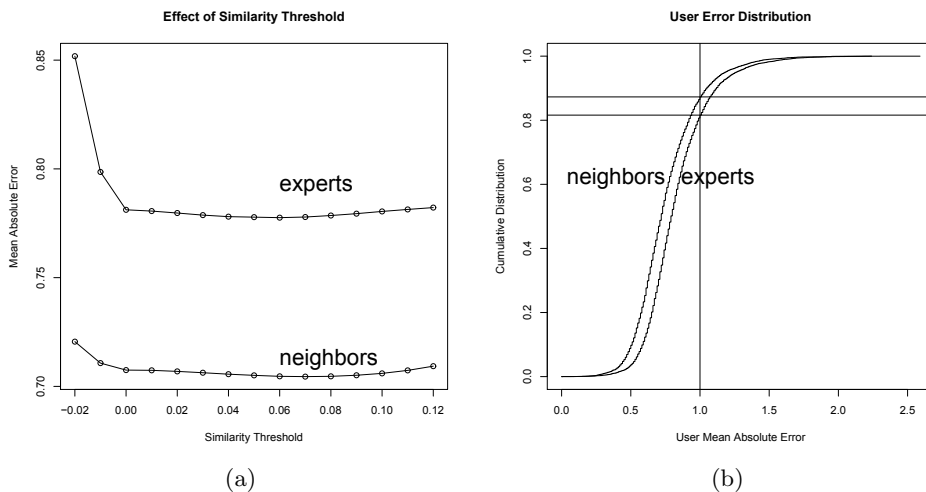 Effect of Similarity Threshold
Mean Absolute Error
0.85
0.80
0.75
0.70
experts
neighbors
−0.02 0.00 0.02 0.04 0.06 0.08 0.10 0.12
Similarity Threshold
(a)
User Error Distribution
Cumulative Distribution
1.0
0.8
0.6
0.4
0.2
0.0
neighbors experts
0.0 0.5 1.0 1.5 2.0 2.5
User Mean Absolute Error
(b)